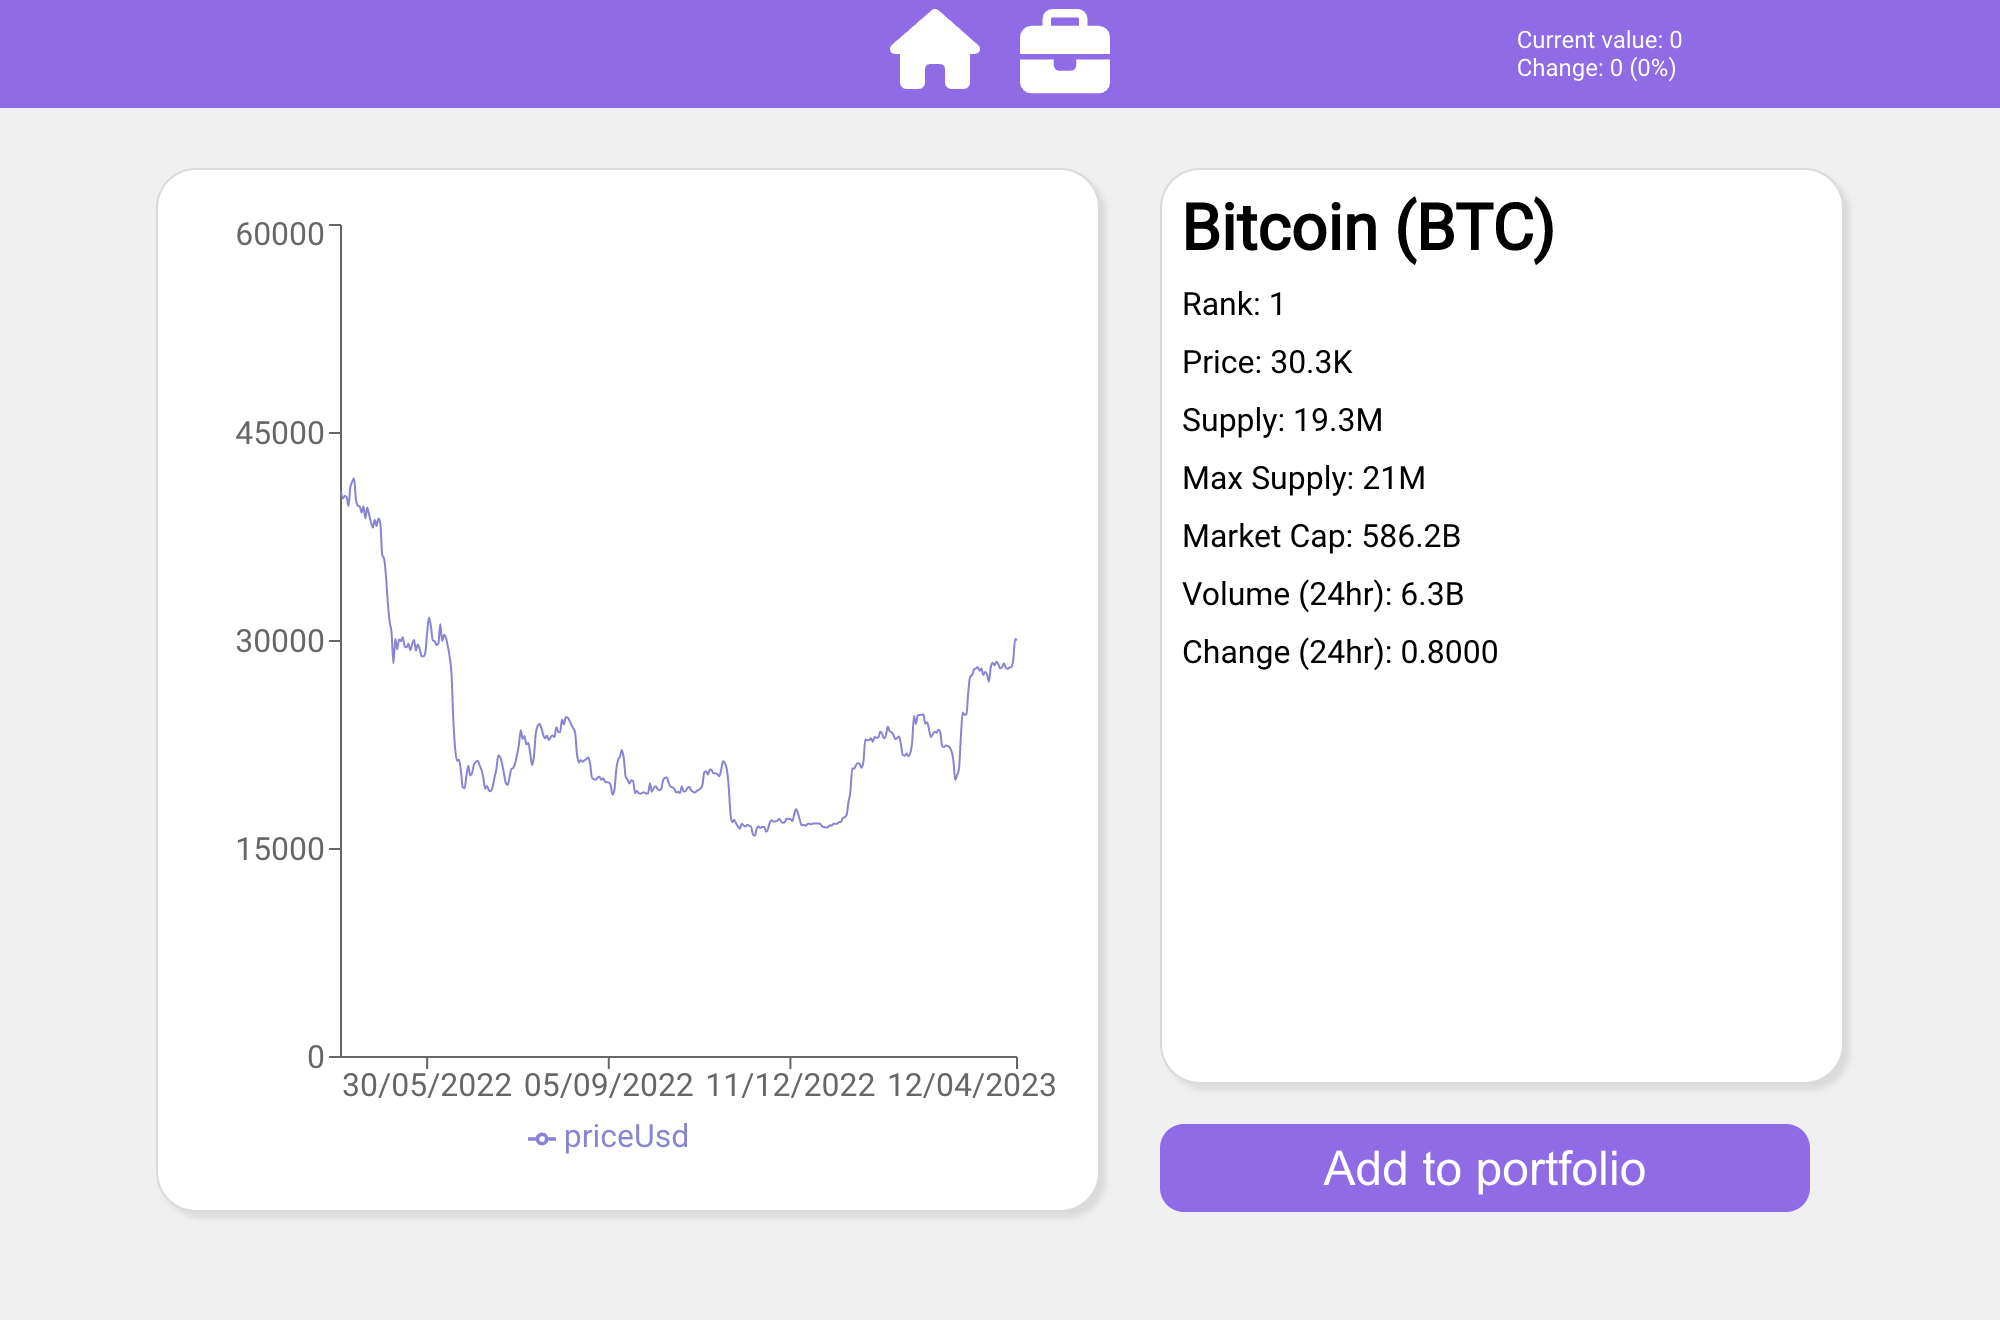 Current value: 0
Change: 0 (0%)
60000
45000
30000
15000
0
30/05/2022 05/09/2022 11/12/2022 12/04/2023
priceUsd
Bitcoin (BTC)
Rank: 1
Price: 30.3K
Supply: 19.3M
Max Supply: 21M
Market Cap: 586.2B
Volume (24hr): 6.3B
Change (24hr): 0.8000
Add to portfolio